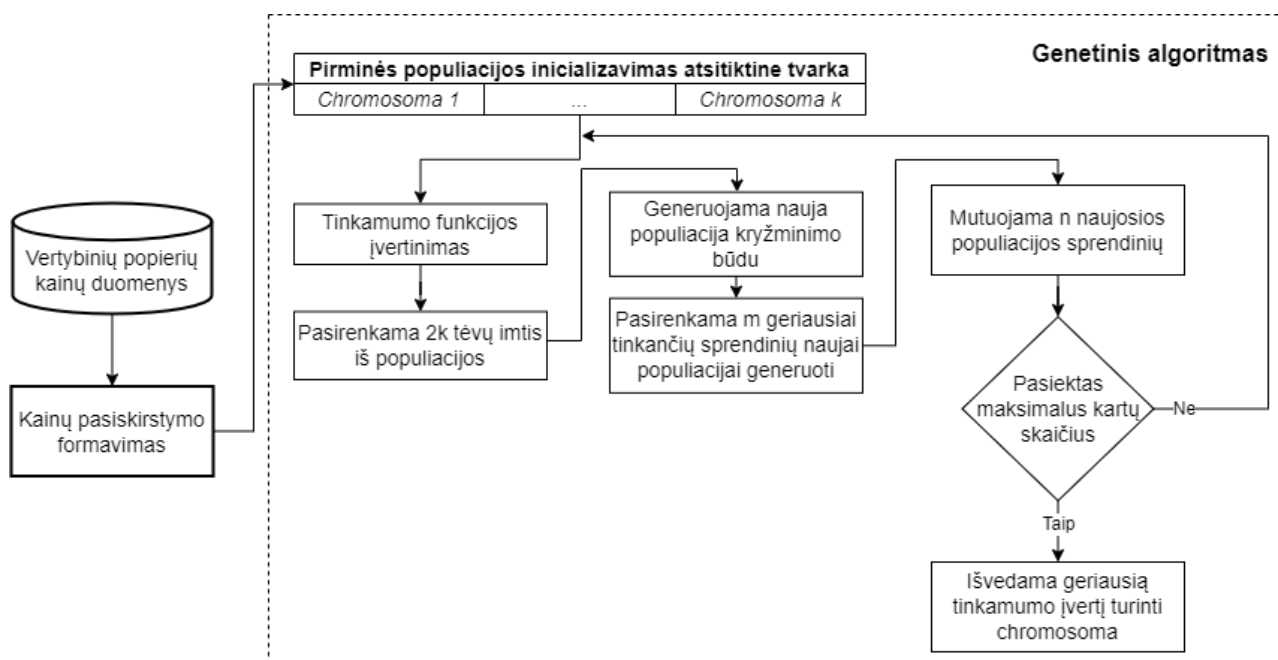 Genetinis algoritmas
Pirminės populiacijos inicializavimas atsitiktine tvarka
Chromosoma 1
...
Chromosoma k
Vertybinių popierių
kainų duomenys
Kainų pasiskirstymo
formavimas
Tinkamumo funkcijos
įvertinimas
Pasirenkama 2k tėvų imtis
iš populiacijos
Generuojama nauja
populiacija kryžminimo
būdu
Pasirenkama m geriausiai
tinkančių sprendinių naujai
populiacijai generuoti
Mutuojama n naujosios
populiacijos sprendinių
Pasiektas
maksimalus kartų
skaičius
Ne
Taip
Išvedama geriausią
tinkamumo įvertį turinti
chromosoma